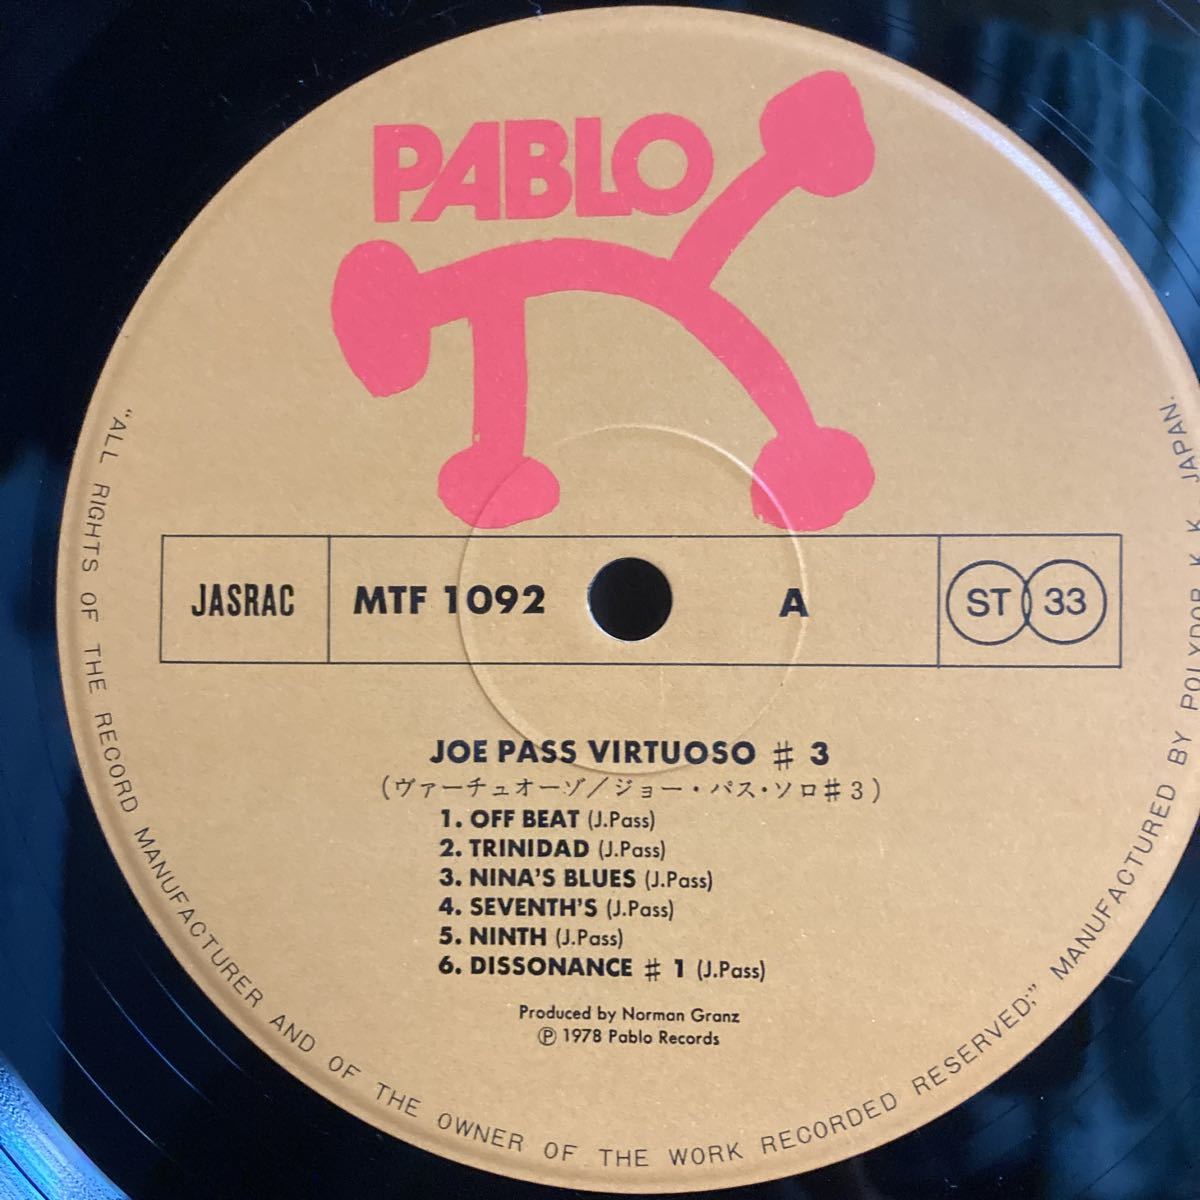 PABLO
JASRAC
MTF 1092
A
ST 33
JOE PASS VIRTUOSO ♯ 3
(ヴァーチュオーゾ/ジョー・パス・ソロ♯3)
1. OFF BEAT (J.Pass)
2. TRINIDAD (J.Pass)
3. NINA'S BLUES (J.Pass)
4. SEVENTH'S (J.Pass)
5. NINTH (J.Pass)
6. DISSONANCE ♯ 1 (J.Pass)
Produced by Norman Granz
℗ 1978 Pablo Records
"ALL RIGHTS OF THE RECORD MANUFACTURER AND OF THE OWNER OF THE WORK RECORDED RESERVED;" MANUFACTURED BY POLYDOR K.K. JAPAN.